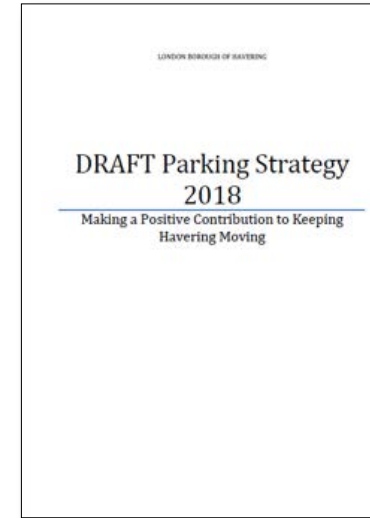 LONDON BOROUGH OF HAVERING
DRAFT Parking Strategy
2018
Making a Positive Contribution to Keeping
Havering Moving